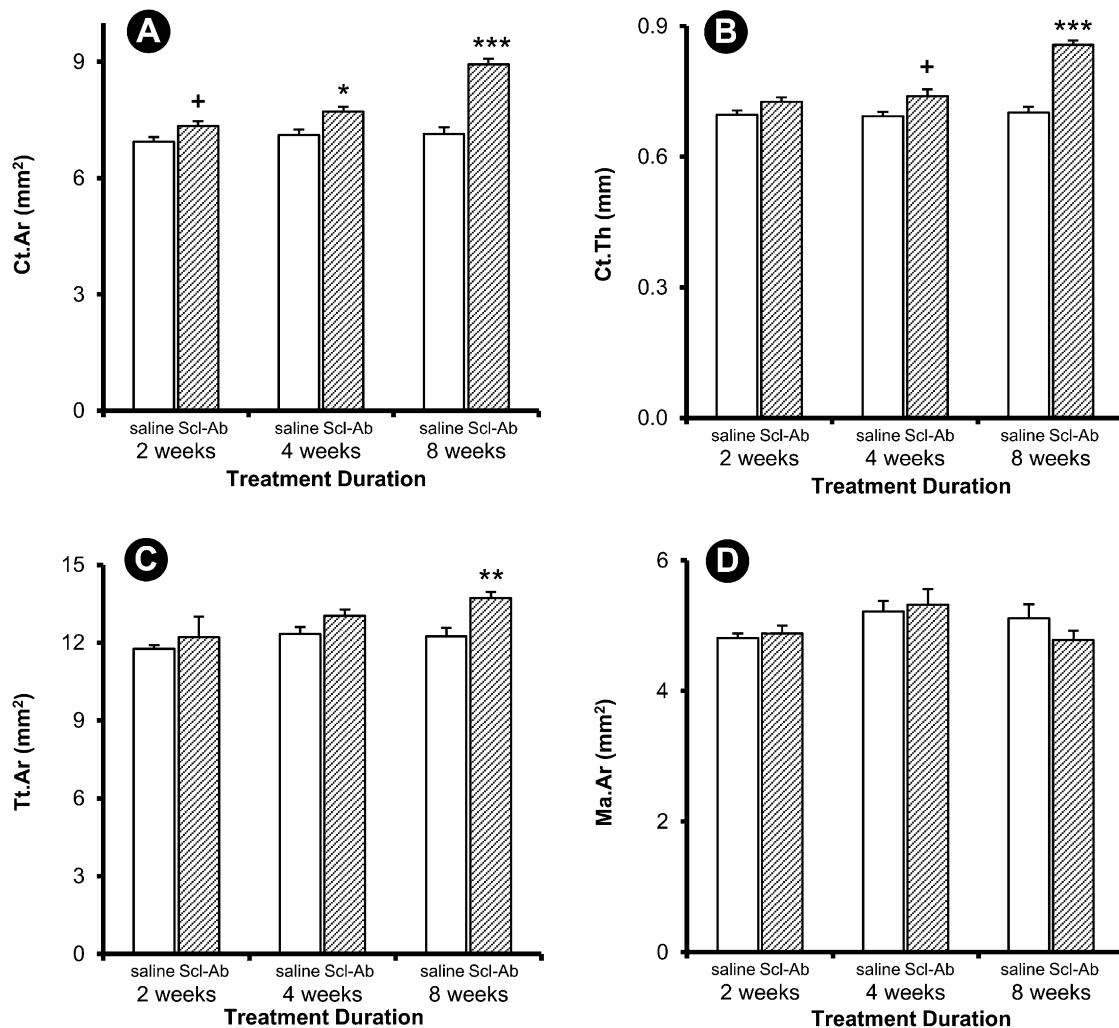 A
Ct.Ar (mm²)
9
6
3
0
+
*
***
saline Scl-Ab saline Scl-Ab saline Scl-Ab
2 weeks 4 weeks 8 weeks
Treatment Duration
B
Ct.Th (mm)
0.9
0.6
0.3
0.0
+
***
saline Scl-Ab saline Scl-Ab saline Scl-Ab
2 weeks 4 weeks 8 weeks
Treatment Duration
C
Tt.Ar (mm²)
15
12
9
6
3
0
**
saline Scl-Ab saline Scl-Ab saline Scl-Ab
2 weeks 4 weeks 8 weeks
Treatment Duration
D
Ma.Ar (mm²)
6
4
2
0
saline Scl-Ab saline Scl-Ab saline Scl-Ab
2 weeks 4 weeks 8 weeks
Treatment Duration